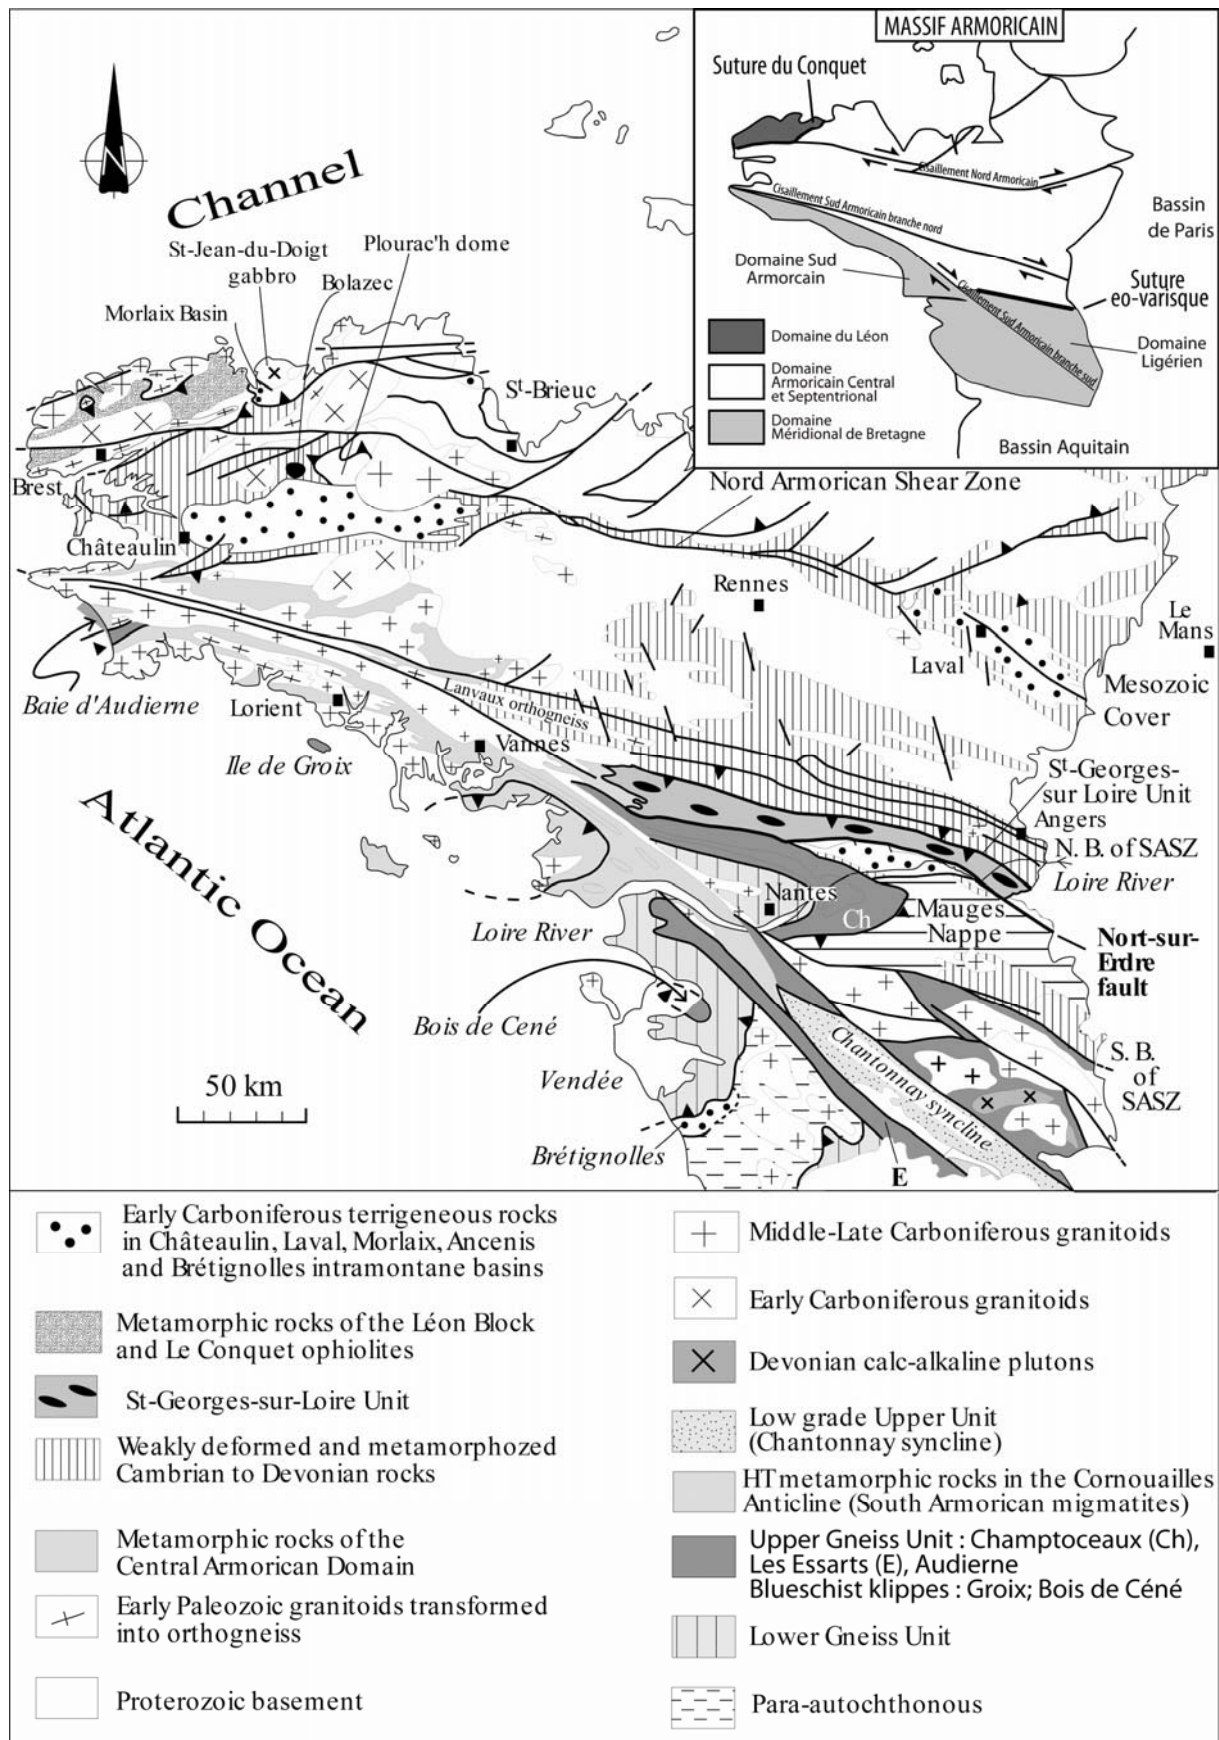 MASSIF ARMORICAIN
Suture du Conquet
Cisaillement Nord Armoricain
Cisaillement Sud Armoricain branche nord
Bassin
de Paris
Domaine Sud
Armorcain
Suture
eo-varisque
Cisaillement Sud Armoricain branche sud
Domaine
Ligérien
Domaine du Léon
Domaine
Armoricain Central
et Septentrional
Domaine
Méridional de Bretagne
Bassin Aquitain
N
Channel
St-Jean-du-Doigt
gabbro
Plourac'h dome
Bolazec
Morlaix Basin
St-Brieuc
Brest
Nord Armorican Shear Zone
Châteaulin
Rennes
Le
Mans
Laval
Mesozoic
Cover
Baie d'Audierne
Lorient
Lanvaux orthogneiss
Vannes
Ile de Groix
St-Georges-
sur Loire Unit
Angers
N. B. of SASZ
Loire River
Atlantic Ocean
Nantes
Ch
Mauges
Nappe
Loire River
Nort-sur-
Erdre
fault
Bois de Cené
Chantonnay syncline
50 km
Vendée
S. B.
of
SASZ
Brétignolles
E
Early Carboniferous terrigeneous rocks
in Châteaulin, Laval, Morlaix, Ancenis
and Brétignolles intramontane basins
Metamorphic rocks of the Léon Block
and Le Conquet ophiolites
St-Georges-sur-Loire Unit
Weakly deformed and metamorphozed
Cambrian to Devonian rocks
Metamorphic rocks of the
Central Armorican Domain
Early Paleozoic granitoids transformed
into orthogneiss
Proterozoic basement
Middle-Late Carboniferous granitoids
Early Carboniferous granitoids
Devonian calc-alkaline plutons
Low grade Upper Unit
(Chantonnay syncline)
HT metamorphic rocks in the Cornouailles
Anticline (South Armorican migmatites)
Upper Gneiss Unit : Champtoceaux (Ch),
Les Essarts (E), Audierne
Blueschist klippes : Groix; Bois de Céné
Lower Gneiss Unit
Para-autochthonous